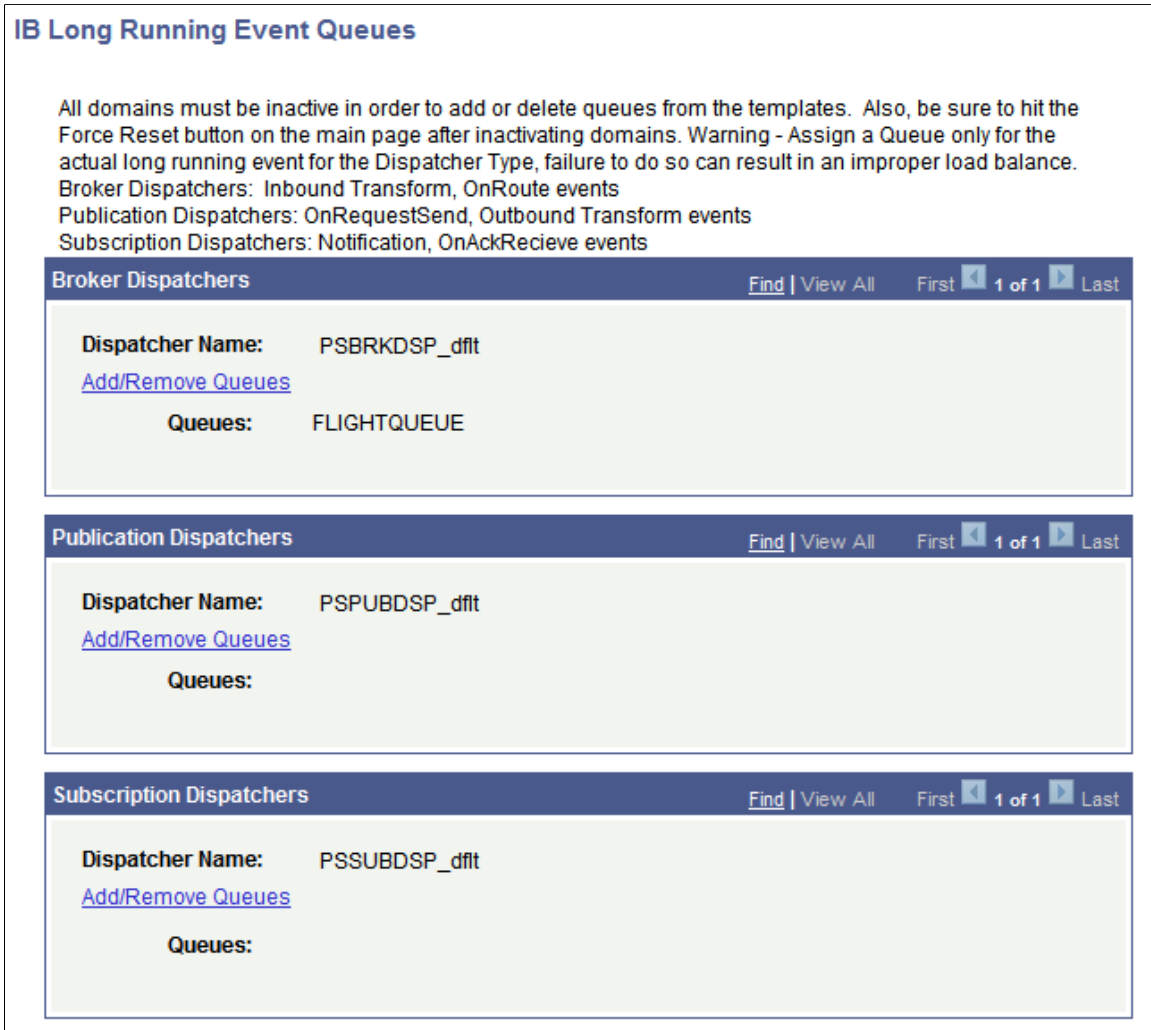 IB Long Running Event Queues
All domains must be inactive in order to add or delete queues from the templates.  Also, be sure to hit the
Force Reset button on the main page after inactivating domains. Warning - Assign a Queue only for the
actual long running event for the Dispatcher Type, failure to do so can result in an improper load balance.
Broker Dispatchers:  Inbound Transform, OnRoute events
Publication Dispatchers: OnRequestSend, Outbound Transform events
Subscription Dispatchers: Notification, OnAckRecieve events
Broker Dispatchers Find | View All First 1 of 1 Last
Dispatcher Name: PSBRKDSP_dflt
Add/Remove Queues
Queues: FLIGHTQUEUE
Publication Dispatchers Find | View All First 1 of 1 Last
Dispatcher Name: PSPUBDSP_dflt
Add/Remove Queues
Queues:
Subscription Dispatchers Find | View All First 1 of 1 Last
Dispatcher Name: PSSUBDSP_dflt
Add/Remove Queues
Queues: